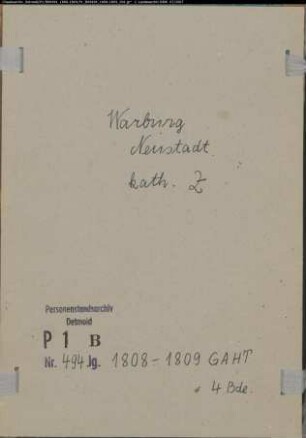 Warburg
Neustadt
kath. Z
Personenstandsarchiv
Detmold
P 1 B
Nr. 494 Jg. 1808-1809 GAHT
4 Bde.